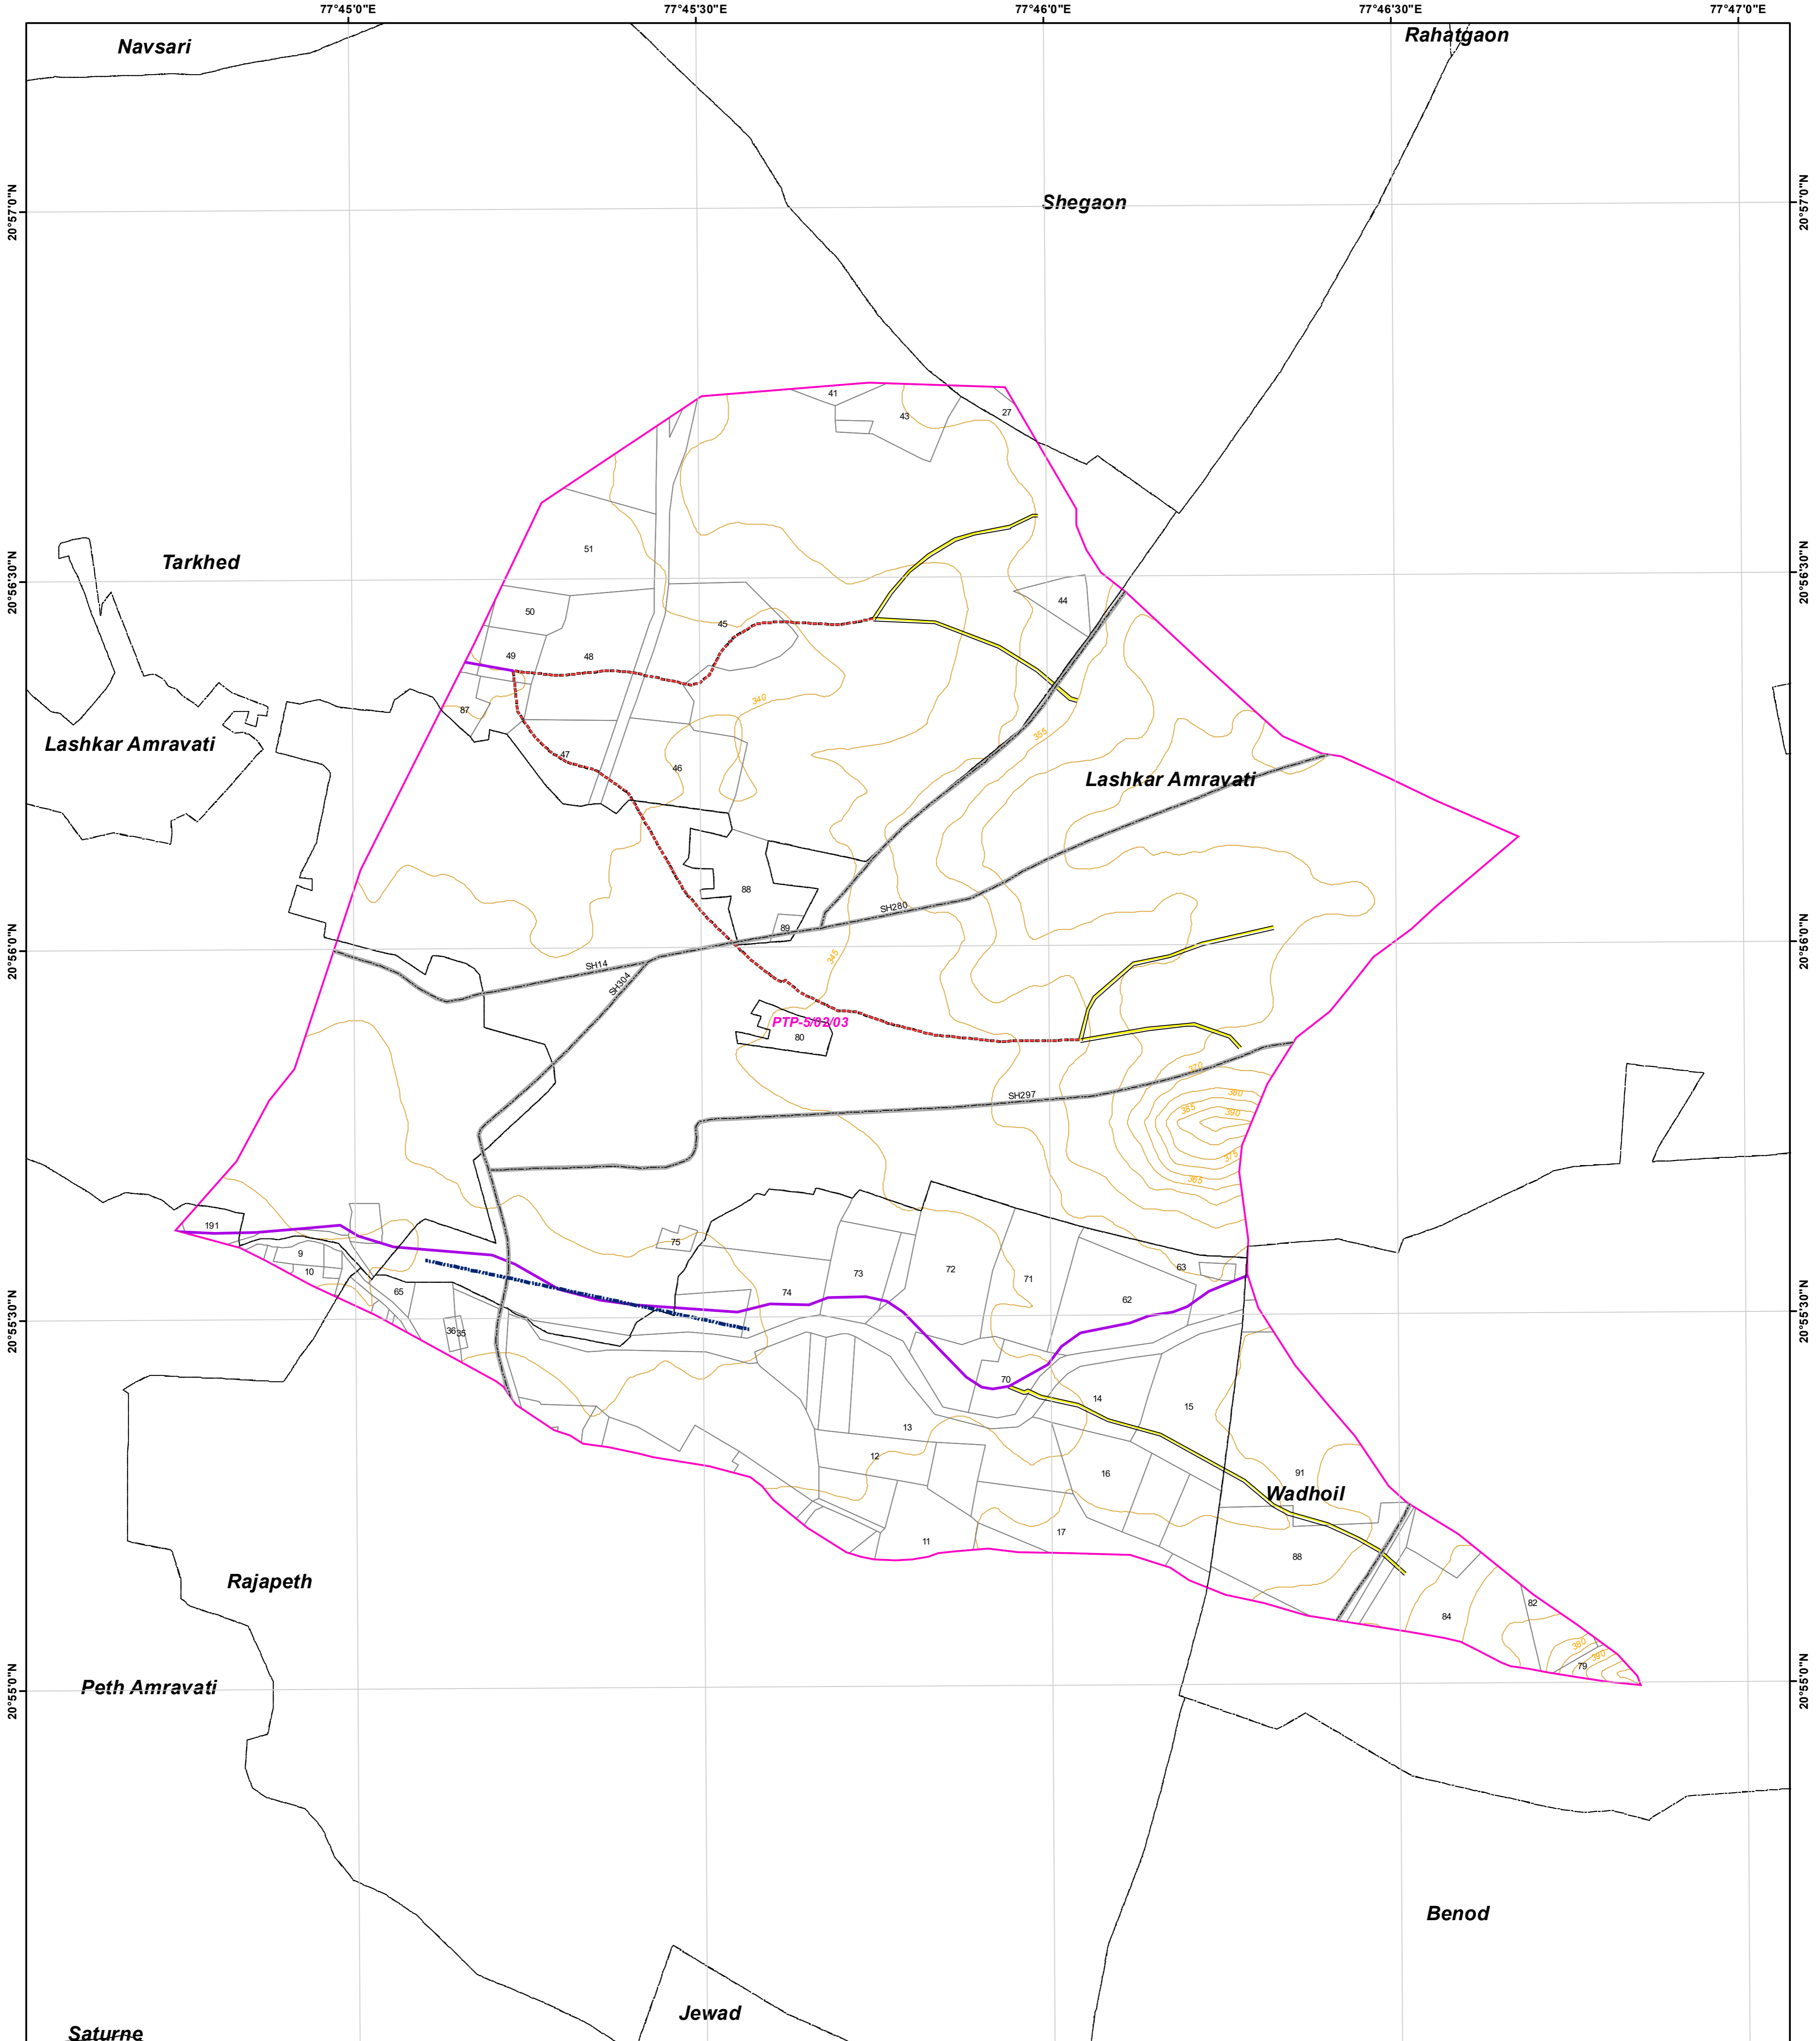 77°45'0"E
77°45'30"E
77°46'0"E
77°46'30"E
77°47'0"E
Navsari
Rahatgaon
20°57'0"N
Shegaon
20°57'0"N
41
43
27
20°56'30"N
Tarkhed
51
20°56'30"N
50
44
45
49
48
340
87
355
Lashkar Amravati
47
46
Lashkar Amravati
88
SH280
89
20°56'0"N
SH14
345
20°56'0"N
SH304
PTP-5/02/03
80
370
SH297
380
385
390
375
365
191
75
9
10
73
72
71
63
65
74
62
20°55'30"N
36
35
20°55'30"N
70
14
15
13
12
16
91
Wadhoil
11
17
88
Rajapeth
82
84
380
390
79
Peth Amravati
20°55'0"N
20°55'0"N
Benod
Jewad
Saturne